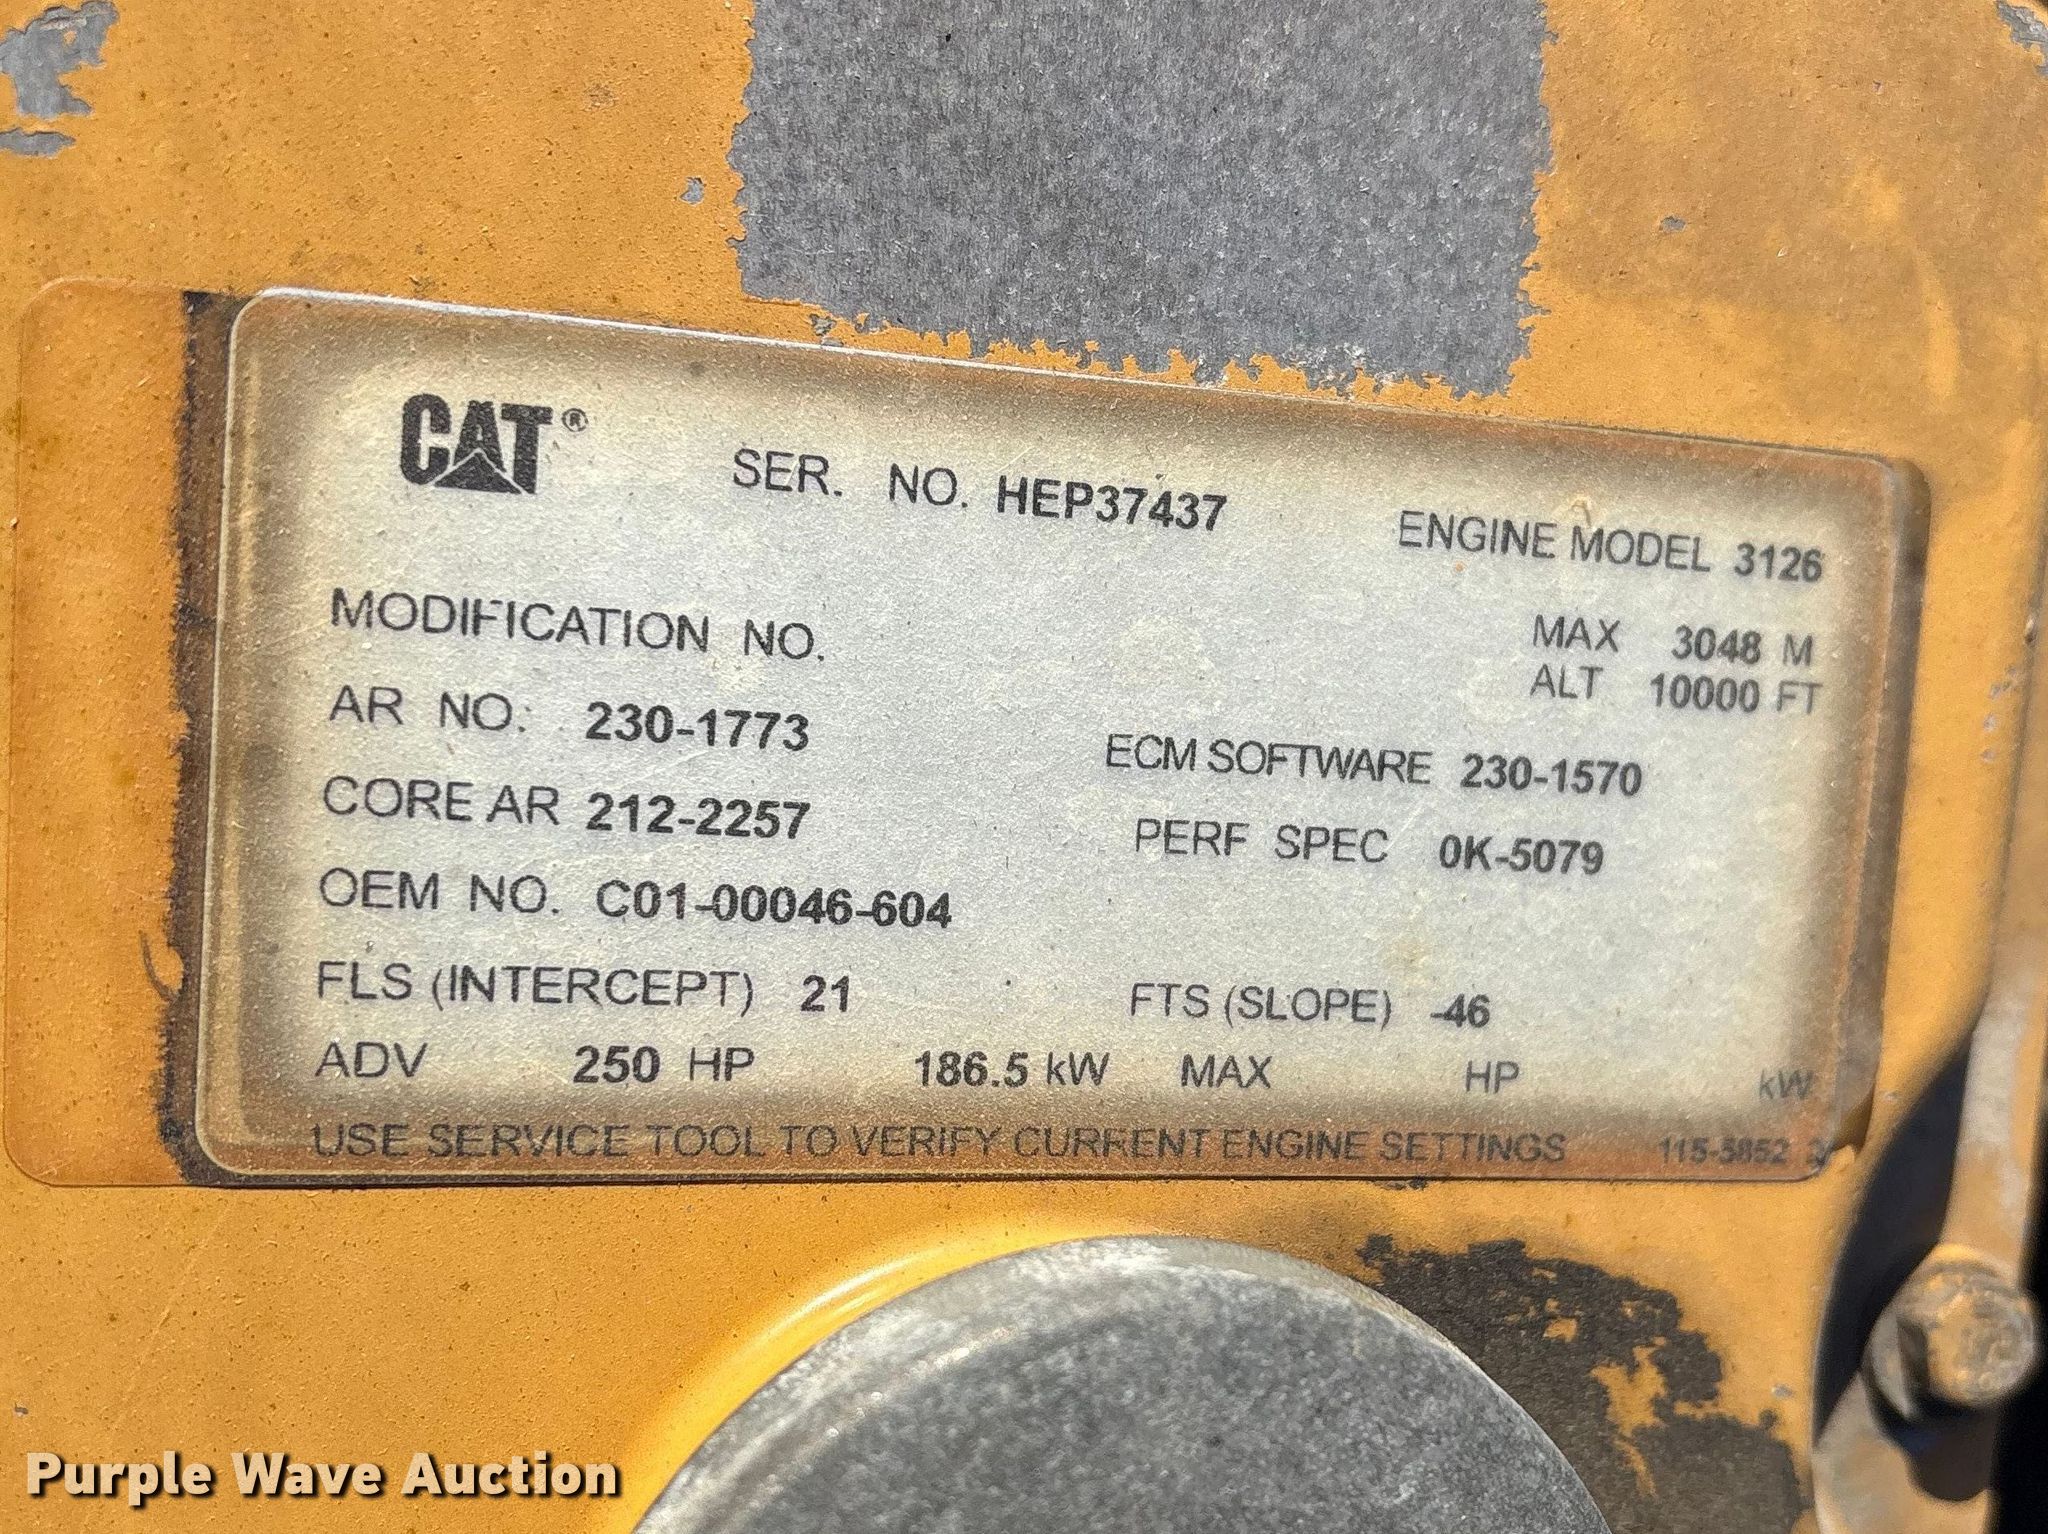 CAT® SER. NO. HEP37437 ENGINE MODEL 3126
MODIFICATION NO. MAX 3048 M
ALT 10000 FT
AR NO: 230-1773 ECM SOFTWARE 230-1570
CORE AR 212-2257 PERF SPEC 0K-5079
OEM NO. C01-00046-604
FLS (INTERCEPT) 21 FTS (SLOPE) -46
ADV 250 HP 186.5 kW MAX HP kW
USE SERVICE TOOL TO VERIFY CURRENT ENGINE SETTINGS 115-5852
Purple Wave Auction